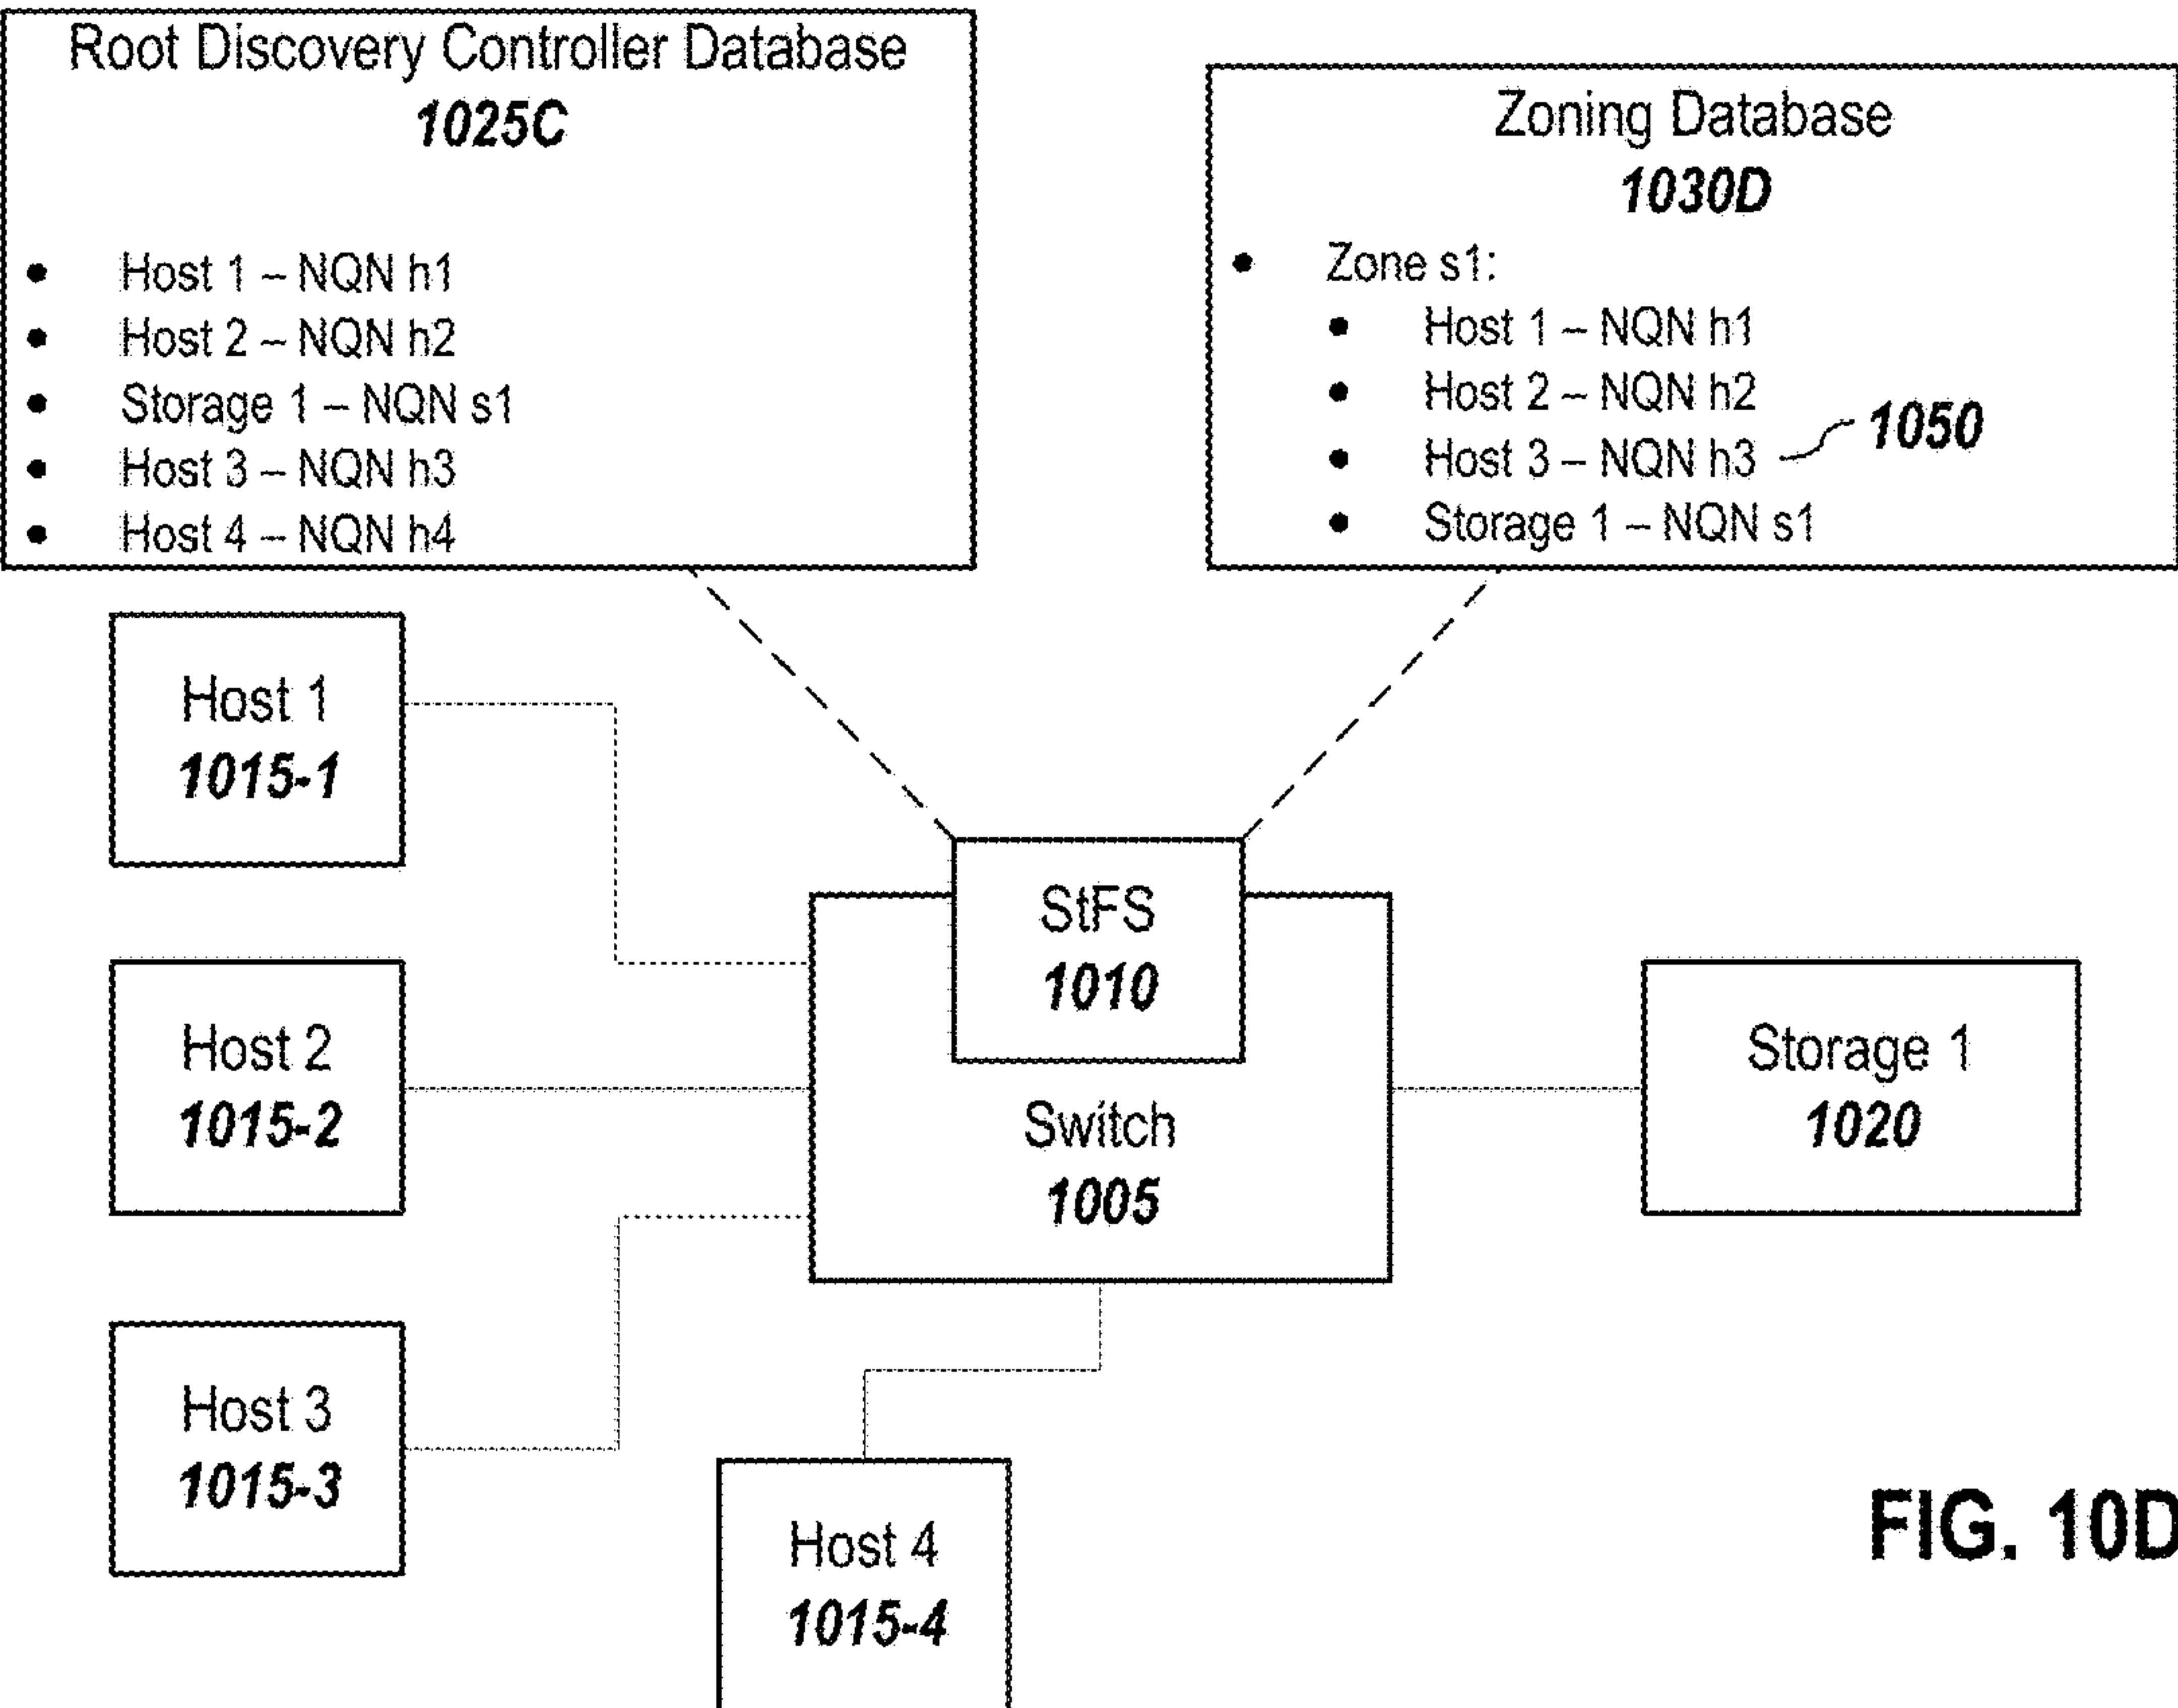 Root Discovery Controller Database
1025C
• Host 1 – NQN h1
• Host 2 – NQN h2
• Storage 1 – NQN s1
• Host 3 – NQN h3
• Host 4 – NQN h4
Zoning Database
1030D
• Zone s1:
• Host 1 – NQN h1
• Host 2 – NQN h2
• Host 3 – NQN h3
1050
• Storage 1 – NQN s1
Host 1
1015-1
StFS
1010
Host 2
1015-2
Switch
1005
Storage 1
1020
Host 3
1015-3
Host 4
1015-4
FIG. 10D